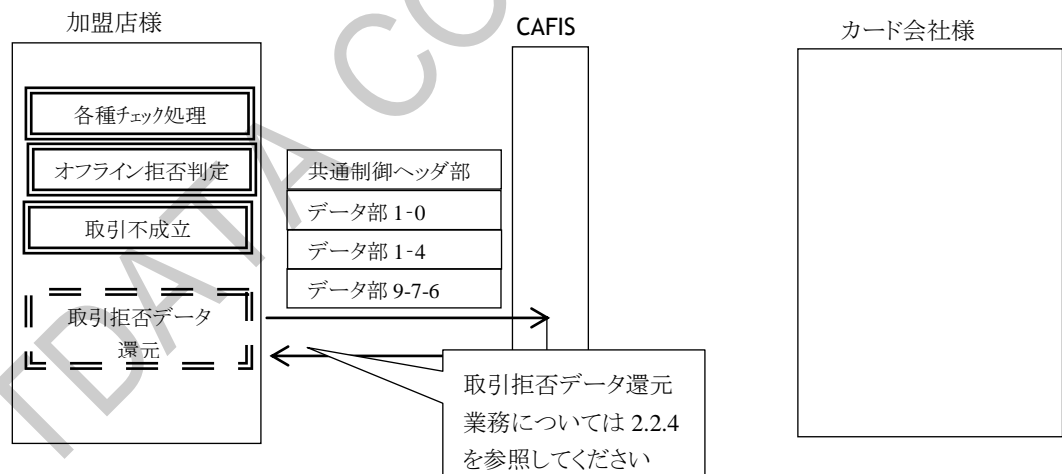 加盟店様
CAFIS
カード会社様
各種チェック処理
オフライン拒否判定
取引不成立
共通制御ヘッダ部
データ部 1-0
データ部 1-4
データ部 9-7-6
取引拒否データ
還元
取引拒否データ還元
業務については 2.2.4
を参照してください
TDATA CO